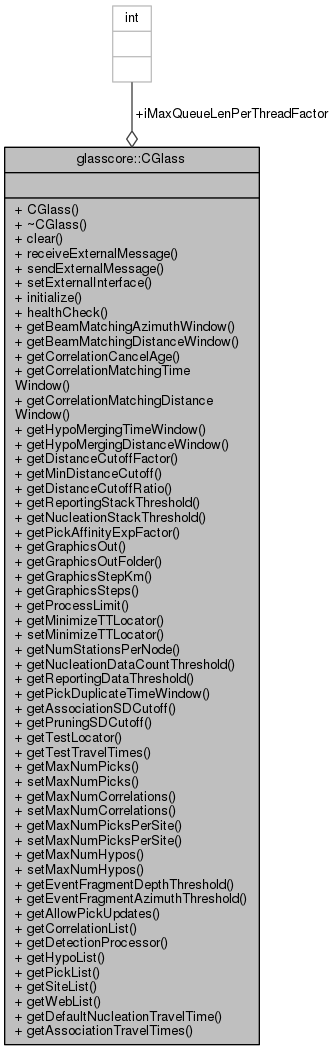 int
+iMaxQueueLenPerThreadFactor
glasscore::CGlass
+ CGlass()
+ ~CGlass()
+ clear()
+ receiveExternalMessage()
+ sendExternalMessage()
+ setExternalInterface()
+ initialize()
+ healthCheck()
+ getBeamMatchingAzimuthWindow()
+ getBeamMatchingDistanceWindow()
+ getCorrelationCancelAge()
+ getCorrelationMatchingTime
Window()
+ getCorrelationMatchingDistance
Window()
+ getHypoMergingTimeWindow()
+ getHypoMergingDistanceWindow()
+ getDistanceCutoffFactor()
+ getMinDistanceCutoff()
+ getDistanceCutoffRatio()
+ getReportingStackThreshold()
+ getNucleationStackThreshold()
+ getPickAffinityExpFactor()
+ getGraphicsOut()
+ getGraphicsOutFolder()
+ getGraphicsStepKm()
+ getGraphicsSteps()
+ getProcessLimit()
+ getMinimizeTTLocator()
+ setMinimizeTTLocator()
+ getNumStationsPerNode()
+ getNucleationDataCountThreshold()
+ getReportingDataThreshold()
+ getPickDuplicateTimeWindow()
+ getAssociationSDCutoff()
+ getPruningSDCutoff()
+ getTestLocator()
+ getTestTravelTimes()
+ getMaxNumPicks()
+ setMaxNumPicks()
+ getMaxNumCorrelations()
+ setMaxNumCorrelations()
+ getMaxNumPicksPerSite()
+ setMaxNumPicksPerSite()
+ getMaxNumHypos()
+ setMaxNumHypos()
+ getEventFragmentDepthThreshold()
+ getEventFragmentAzimuthThreshold()
+ getAllowPickUpdates()
+ getCorrelationList()
+ getDetectionProcessor()
+ getHypoList()
+ getPickList()
+ getSiteList()
+ getWebList()
+ getDefaultNucleationTravelTime()
+ getAssociationTravelTimes()